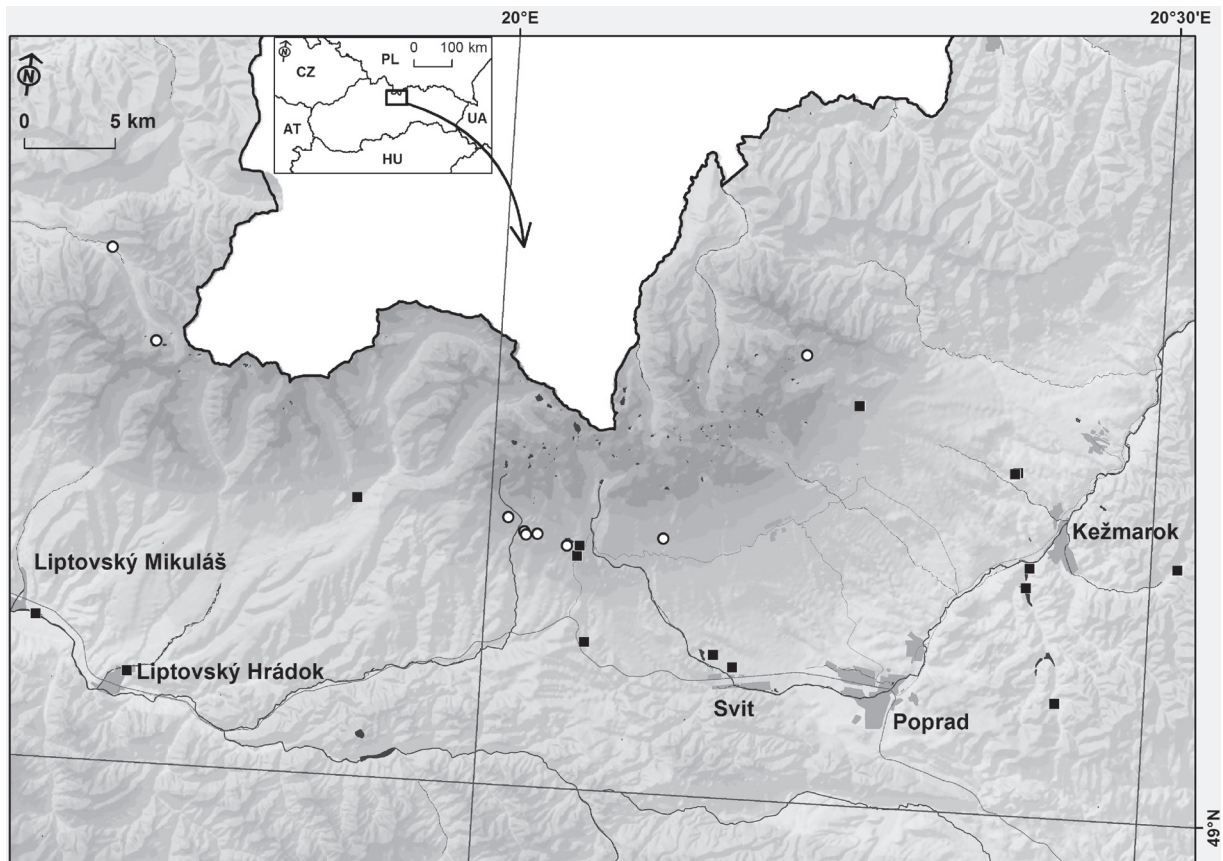 20°E
20°30'E
N
0 5 km
N
0 100 km
CZ
PL
AT
UA
HU
Liptovský Mikuláš
Kežmarok
Liptovský Hrádok
Svit
Poprad
49°N